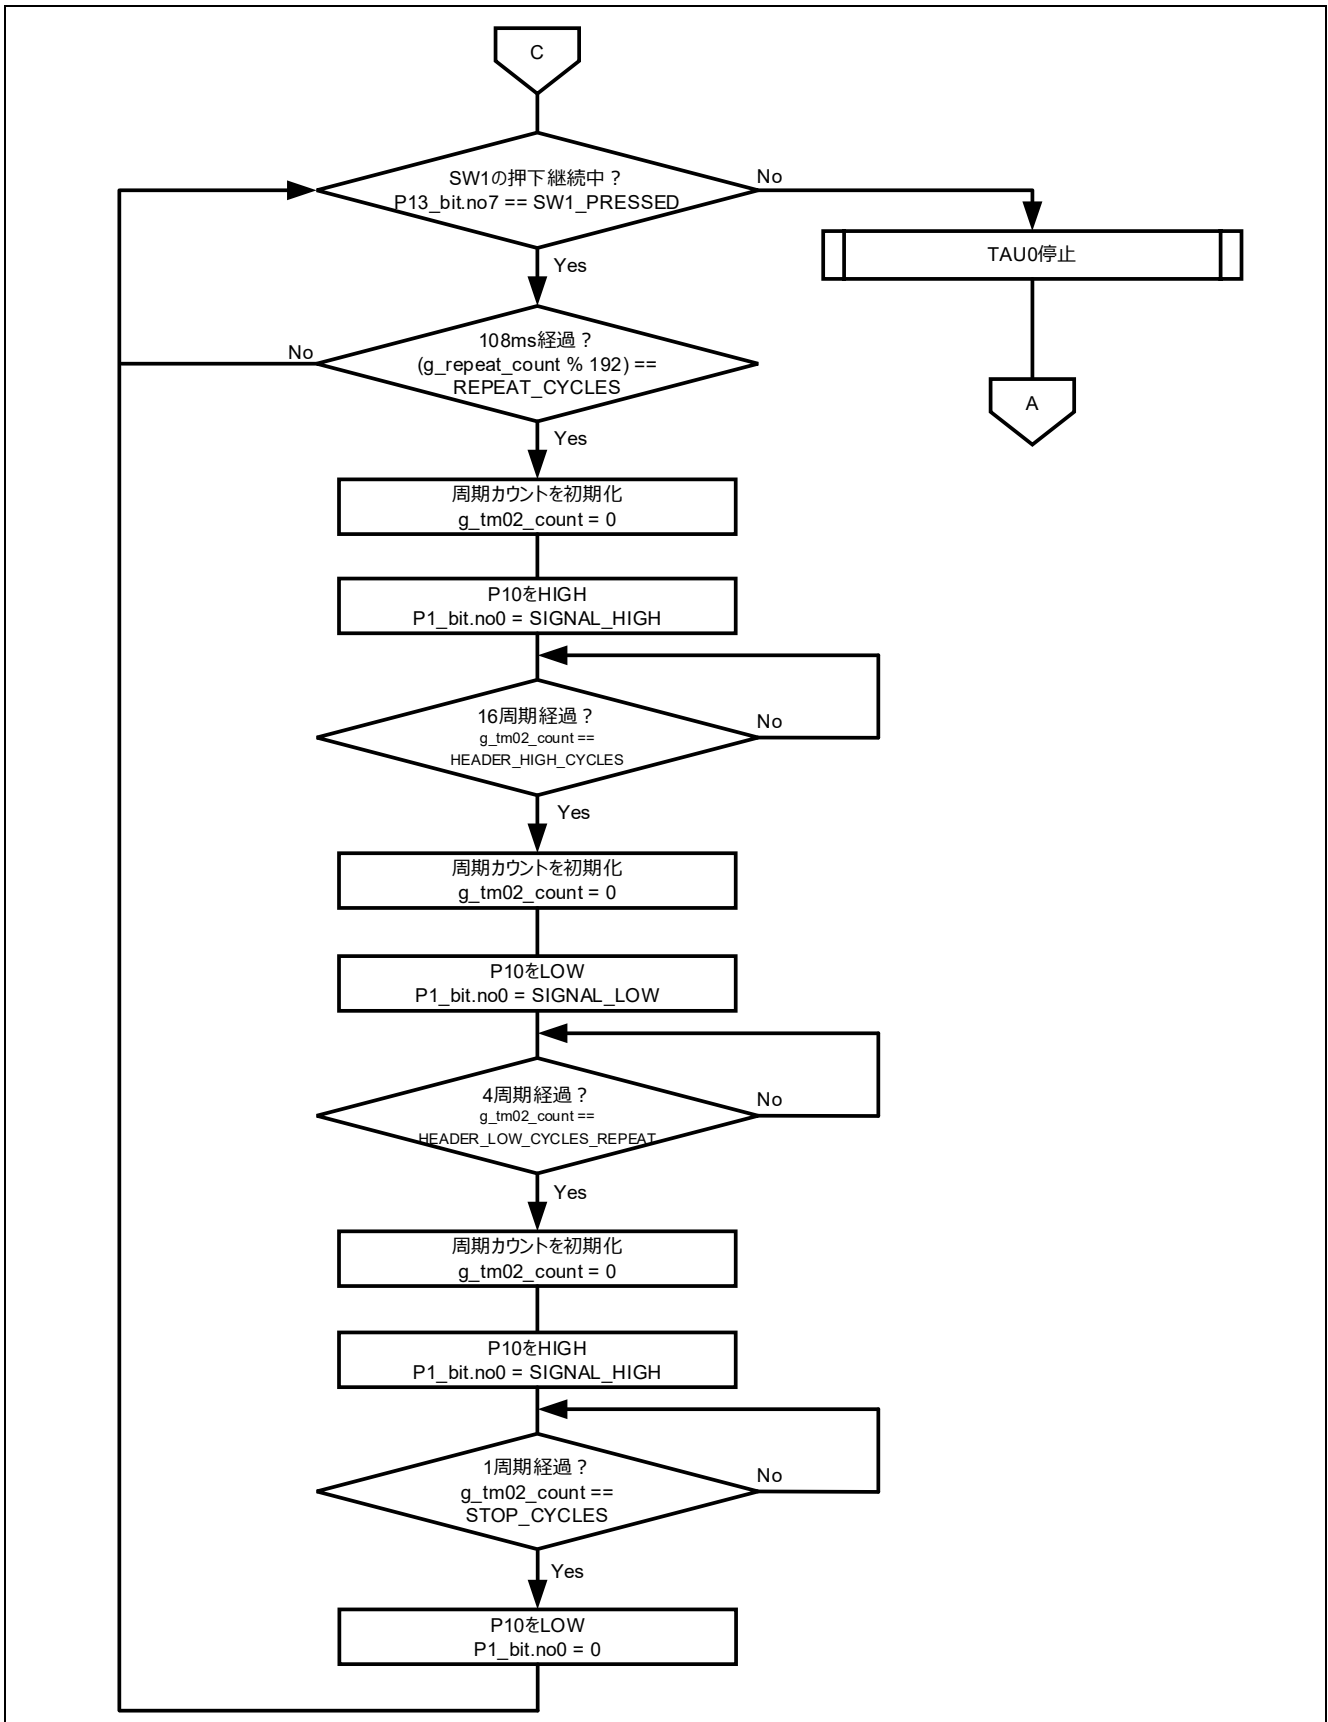 C
SW1の押下継続中？
P13_bit.no7 == SW1_PRESSED
No
Yes
TAU0停止
108ms経過？
(g_repeat_count % 192) ==
REPEAT_CYCLES
No
Yes
A
周期カウントを初期化
g_tm02_count = 0
P10をHIGH
P1_bit.no0 = SIGNAL_HIGH
16周期経過？
g_tm02_count ==
HEADER_HIGH_CYCLES
No
Yes
周期カウントを初期化
g_tm02_count = 0
P10をLOW
P1_bit.no0 = SIGNAL_LOW
4周期経過？
g_tm02_count ==
HEADER_LOW_CYCLES_REPEAT
No
Yes
周期カウントを初期化
g_tm02_count = 0
P10をHIGH
P1_bit.no0 = SIGNAL_HIGH
1周期経過？
g_tm02_count ==
STOP_CYCLES
No
Yes
P10をLOW
P1_bit.no0 = 0